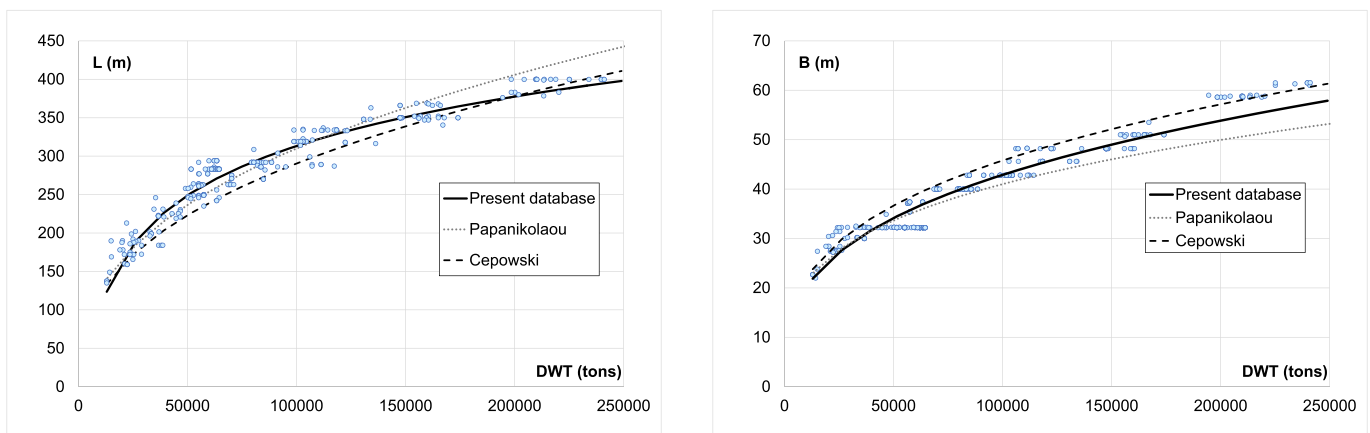 450
L (m)
400
350
300
250
200
150
100
50
0
Present database
Papanikolaou
Cepowski
DWT (tons)
0 50000 100000 150000 200000 250000
70
B (m)
60
50
40
30
20
10
0
Present database
Papanikolaou
Cepowski
DWT (tons)
0 50000 100000 150000 200000 250000